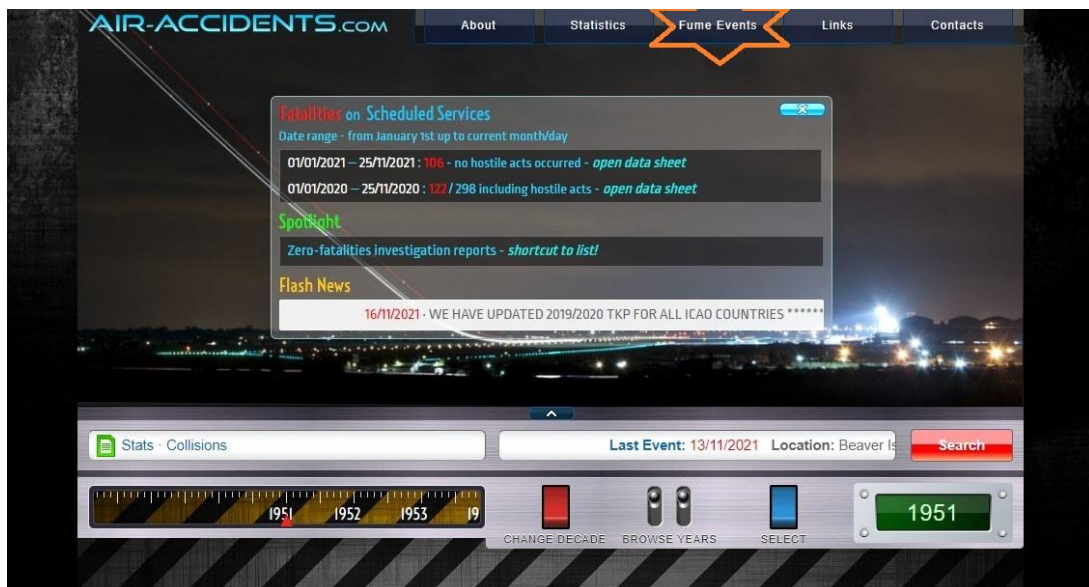 AIR-ACCIDENTS.COM
About Statistics Fume Events Links Contacts
Fatalities on Scheduled Services
Date range - from January 1st up to current month/day
01/01/2021 – 25/11/2021 : 106 - no hostile acts occurred - open data sheet
01/01/2020 – 25/11/2020 : 122 / 298 including hostile acts - open data sheet
Spotlight
Zero-fatalities investigation reports - shortcut to list!
Flash News
16/11/2021 - WE HAVE UPDATED 2019/2020 TKP FOR ALL ICAO COUNTRIES ******
Stats · Collisions
Last Event: 13/11/2021 Location: Beaver Is
Search
1951 1952 1953 19
CHANGE DECADE BROWSE YEARS SELECT
1951